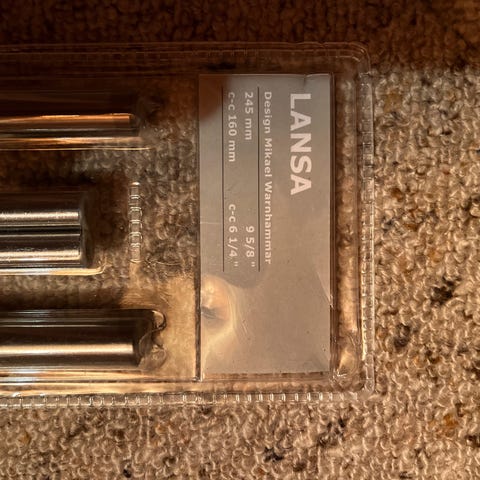 LANSA
Design Mikael Warnhammar
245 mm 9 5/8 "
c-c 160 mm c-c 6 1/4 "